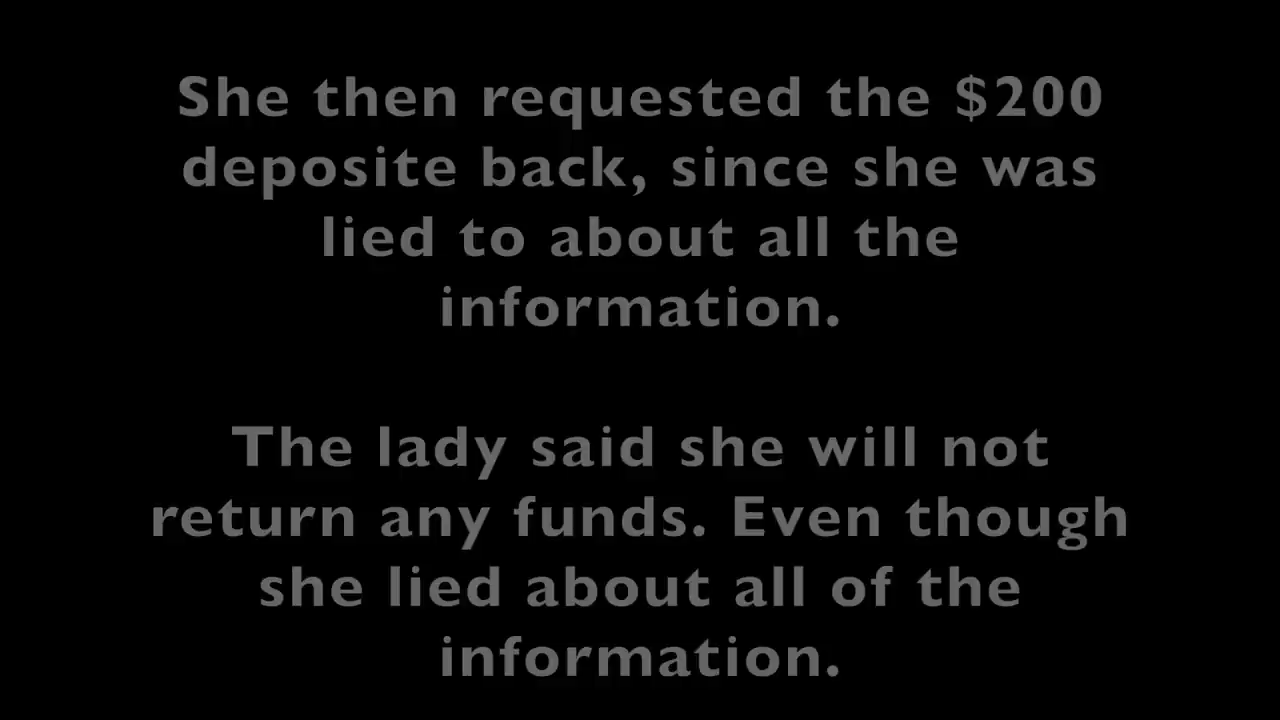 She then requested the $200
deposite back, since she was
lied to about all the
information.
The lady said she will not
return any funds. Even though
she lied about all of the
information.